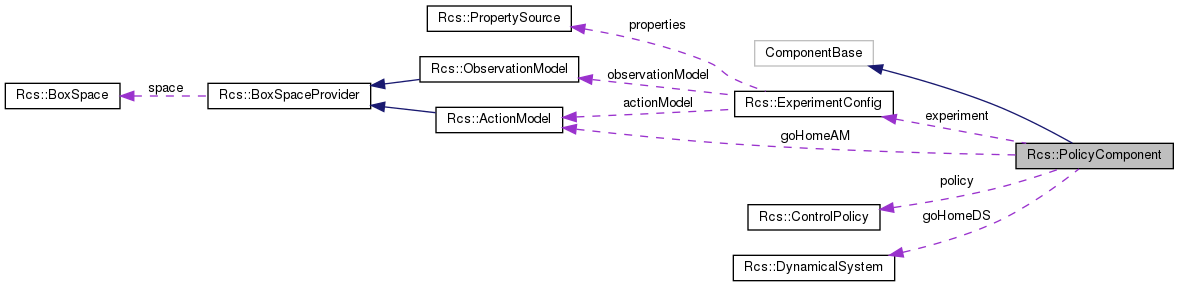 Rcs::PropertySource
properties
ComponentBase
Rcs::ObservationModel
observationModel
Rcs::BoxSpace
space
Rcs::BoxSpaceProvider
actionModel
Rcs::ExperimentConfig
experiment
Rcs::ActionModel
goHomeAM
Rcs::PolicyComponent
policy
Rcs::ControlPolicy
goHomeDS
Rcs::DynamicalSystem